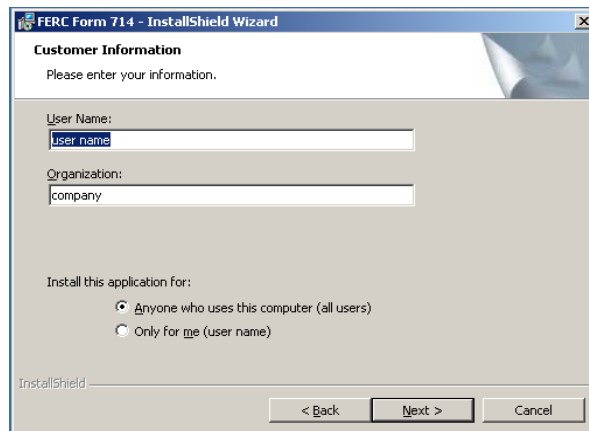 FERC Form 714 - InstallShield Wizard
Customer Information
Please enter your information.
User Name:
user name
Organization:
company
Install this application for:
Anyone who uses this computer (all users)
Only for me (user name)
InstallShield
< Back Next > Cancel